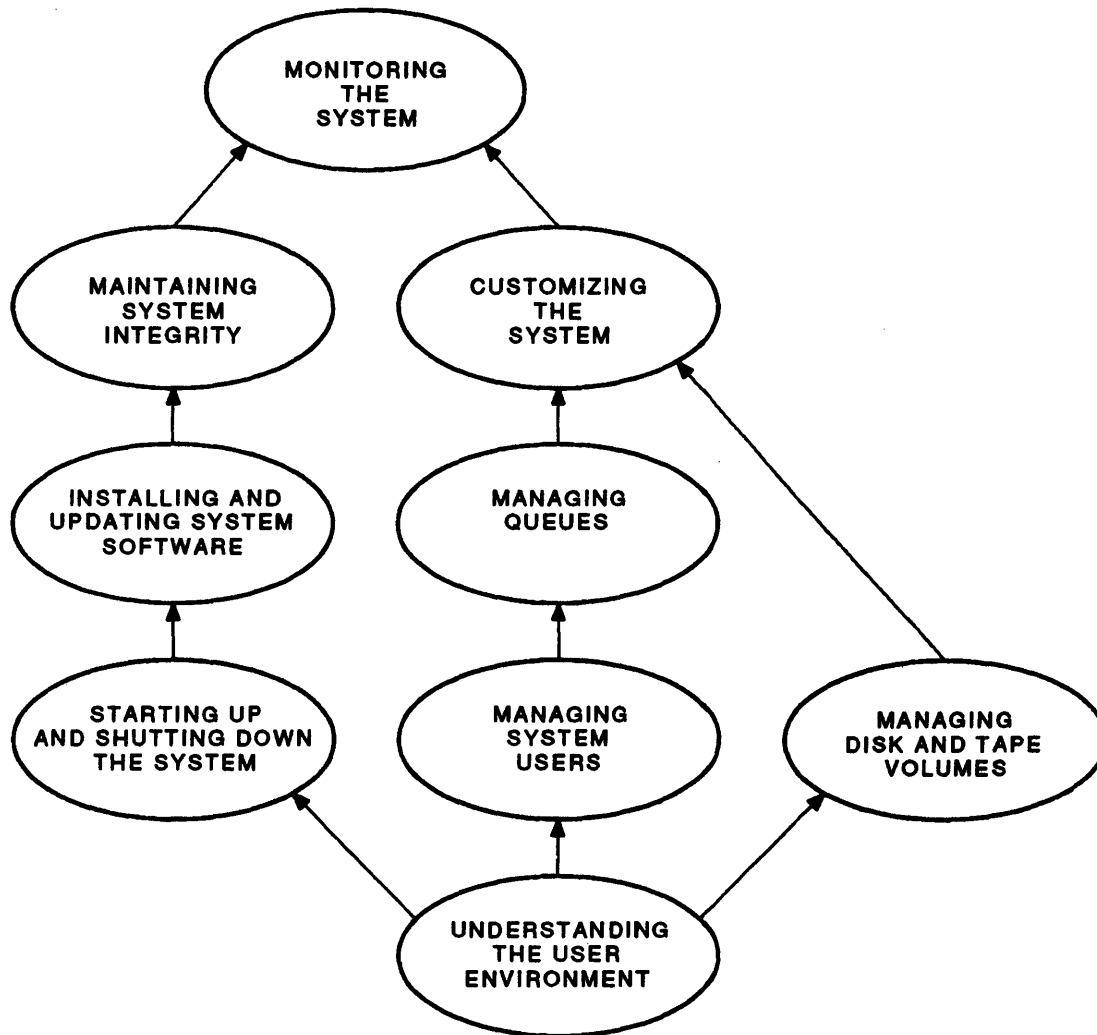 MONITORING
THE
SYSTEM
MAINTAINING
SYSTEM
INTEGRITY
CUSTOMIZING
THE
SYSTEM
INSTALLING AND
UPDATING SYSTEM
SOFTWARE
MANAGING
QUEUES
STARTING UP
AND SHUTTING DOWN
THE SYSTEM
MANAGING
SYSTEM
USERS
MANAGING
DISK AND TAPE
VOLUMES
UNDERSTANDING
THE USER
ENVIRONMENT